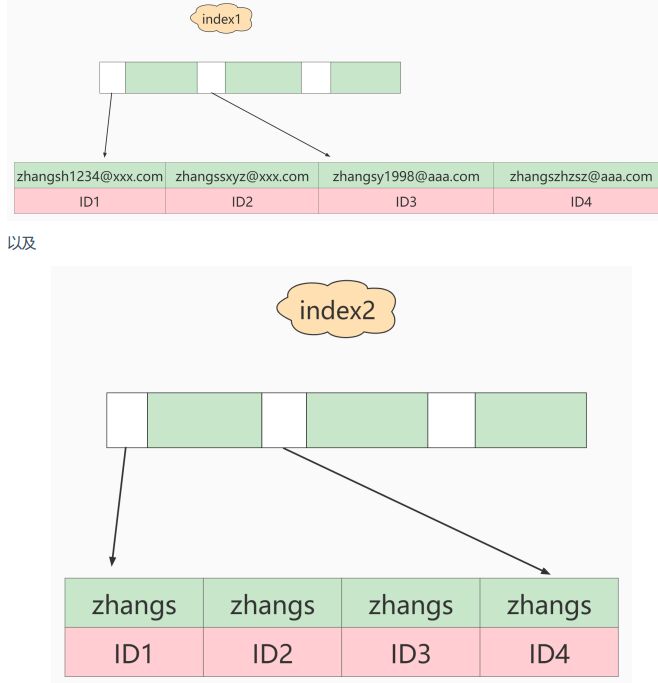 index1
zhangsh1234@xxx.com zhangssxyz@xxx.com zhangsy1998@aaa.com zhangszhzsz@aaa.com
ID1 ID2 ID3 ID4
以及
index2
zhangs zhangs zhangs zhangs
ID1 ID2 ID3 ID4